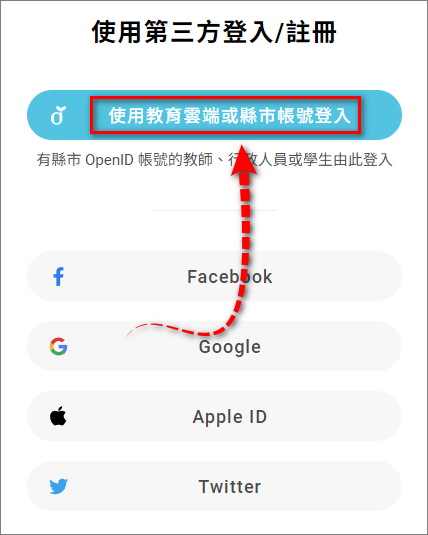 使用第三方登入/註冊
使用教育雲端或縣市帳號登入
有縣市 OpenID 帳號的教師、行政人員或學生由此登入
Facebook
Google
Apple ID
Twitter